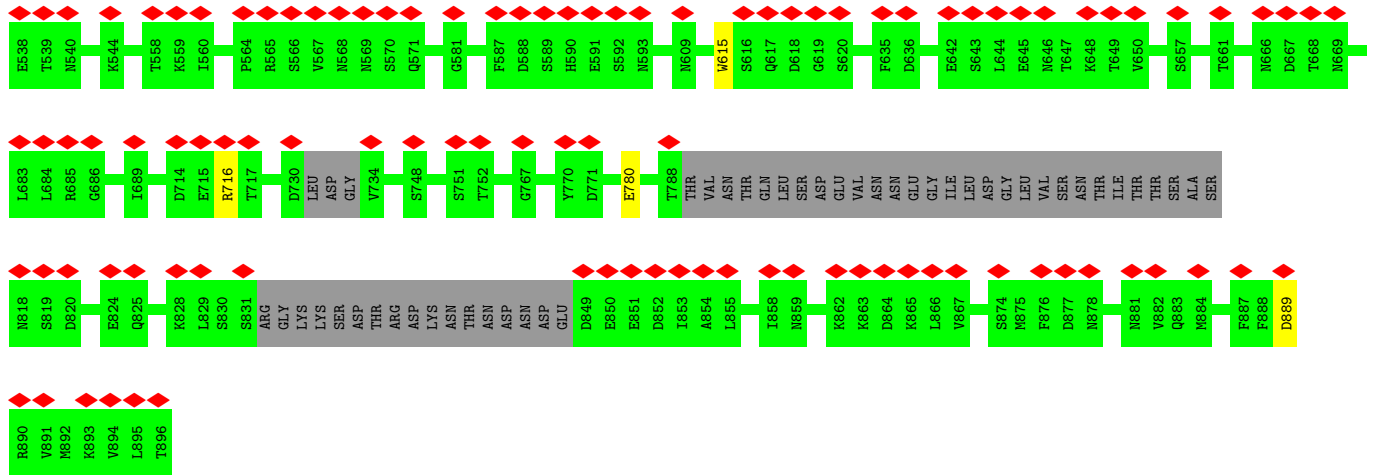 E538 T539 N540 K544 T558 K559 I560 P564 R565 S566 V567 N568 N569 S570 Q571 G581 F587 D588 S589 H590 E591 S592 N593 N609 W615 S616 Q617 D618 G619 S620 F635 D636 E642 S643 L644 E645 N646 T647 K648 T649 V650 S657 T661 N666 D667 T668 N669
L683 L684 R685 G686 I689 D714 E715 R716 T717 D730 LEU ASP GLY V734 S748 S751 T752 G767 Y770 D771 E780 T788 THR VAL ASN THR GLN LEU SER ASP GLU VAL ASN ASN GLU GLY ILE LEU ASP GLY LEU VAL SER ASN THR ILE THR THR SER ALA SER
N818 S819 D820 E824 Q825 K828 L829 S830 S831 ARG GLY LYS LYS SER ASP THR ARG ASP LYS ASN THR ASN ASP ASN ASP GLU D849 E850 E851 D852 I853 A854 L855 I858 N859 K862 K863 D864 K865 L866 V867 S874 M875 F876 D877 N878 N881 V882 Q883 M884 F887 F888 D889
R890 V891 M892 K893 V894 L895 T896